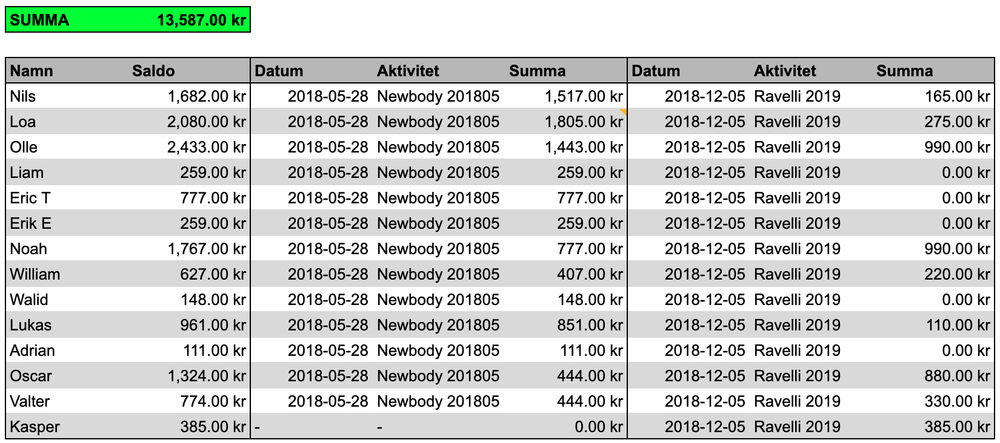 SUMMA 13,587.00 kr
Namn Saldo Datum Aktivitet Summa Datum Aktivitet Summa
Nils 1,682.00 kr 2018-05-28 Newbody 201805 1,517.00 kr 2018-12-05 Ravelli 2019 165.00 kr
Loa 2,080.00 kr 2018-05-28 Newbody 201805 1,805.00 kr 2018-12-05 Ravelli 2019 275.00 kr
Olle 2,433.00 kr 2018-05-28 Newbody 201805 1,443.00 kr 2018-12-05 Ravelli 2019 990.00 kr
Liam 259.00 kr 2018-05-28 Newbody 201805 259.00 kr 2018-12-05 Ravelli 2019 0.00 kr
Eric T 777.00 kr 2018-05-28 Newbody 201805 777.00 kr 2018-12-05 Ravelli 2019 0.00 kr
Erik E 259.00 kr 2018-05-28 Newbody 201805 259.00 kr 2018-12-05 Ravelli 2019 0.00 kr
Noah 1,767.00 kr 2018-05-28 Newbody 201805 777.00 kr 2018-12-05 Ravelli 2019 990.00 kr
William 627.00 kr 2018-05-28 Newbody 201805 407.00 kr 2018-12-05 Ravelli 2019 220.00 kr
Walid 148.00 kr 2018-05-28 Newbody 201805 148.00 kr 2018-12-05 Ravelli 2019 0.00 kr
Lukas 961.00 kr 2018-05-28 Newbody 201805 851.00 kr 2018-12-05 Ravelli 2019 110.00 kr
Adrian 111.00 kr 2018-05-28 Newbody 201805 111.00 kr 2018-12-05 Ravelli 2019 0.00 kr
Oscar 1,324.00 kr 2018-05-28 Newbody 201805 444.00 kr 2018-12-05 Ravelli 2019 880.00 kr
Valter 774.00 kr 2018-05-28 Newbody 201805 444.00 kr 2018-12-05 Ravelli 2019 330.00 kr
Kasper 385.00 kr - - 0.00 kr 2018-12-05 Ravelli 2019 385.00 kr